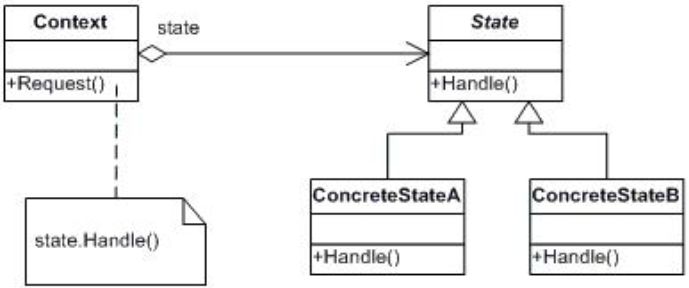 Context
state
State
+Request()
+Handle()
state.Handle()
ConcreteStateA
ConcreteStateB
+Handle()
+Handle()